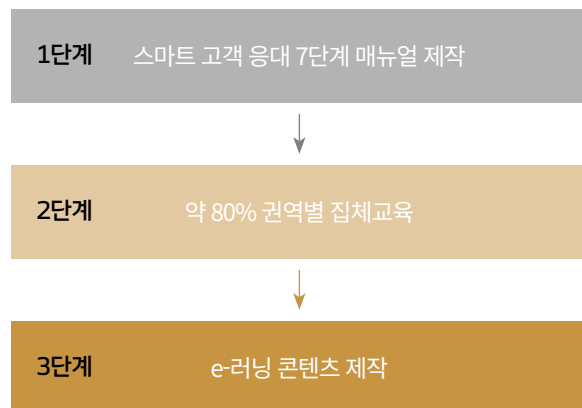 1단계 스마트 고객 응대 7단계 매뉴얼 제작
2단계 약 80% 권역별 집체교육
3단계 e-러닝 콘텐츠 제작